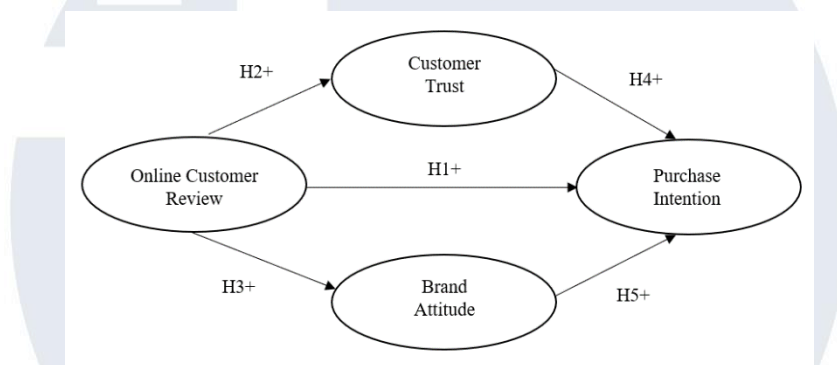 Customer
Trust
H2+
H4+
Online Customer
Review
H1+
Purchase
Intention
H3+
Brand
Attitude
H5+